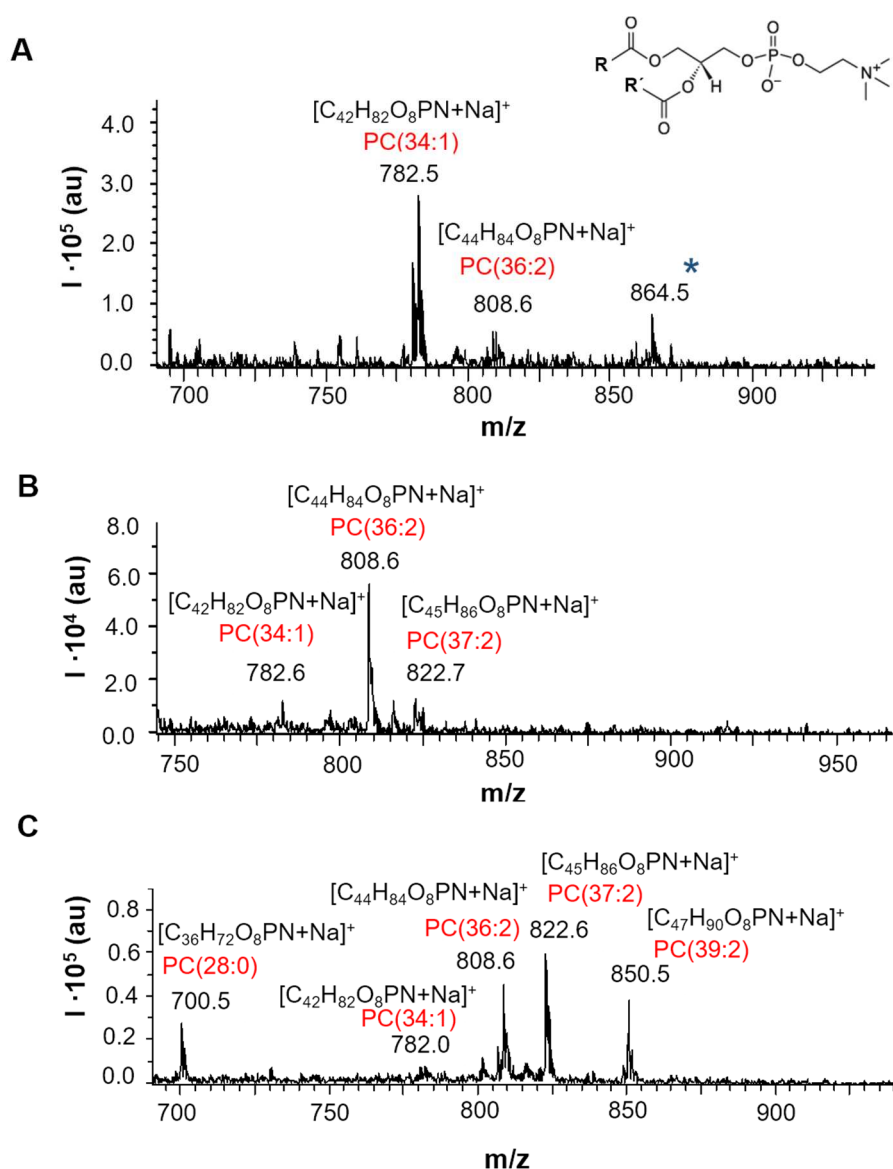 A
O
R
O
O
R´
O
O
H
O
P
O⁻
O
O
N⁺
[C₄₂H₈₂O₈PN+Na]⁺
PC(34:1)
782.5
[C₄₄H₈₄O₈PN+Na]⁺
PC(36:2)
808.6
*
864.5
I ·10⁵ (au)
4.0
3.0
2.0
1.0
0.0
700 750 800 850 900
m/z
B
[C₄₄H₈₄O₈PN+Na]⁺
PC(36:2)
808.6
[C₄₂H₈₂O₈PN+Na]⁺
PC(34:1)
782.6
[C₄₅H₈₆O₈PN+Na]⁺
PC(37:2)
822.7
I ·10⁴ (au)
8.0
6.0
4.0
2.0
0.0
750 800 850 900 950
m/z
C
[C₄₅H₈₆O₈PN+Na]⁺
PC(37:2)
822.6
[C₄₄H₈₄O₈PN+Na]⁺
PC(36:2)
808.6
[C₄₇H₉₀O₈PN+Na]⁺
PC(39:2)
850.5
[C₃₆H₇₂O₈PN+Na]⁺
PC(28:0)
700.5
[C₄₂H₈₂O₈PN+Na]⁺
PC(34:1)
782.0
I ·10⁵ (au)
0.8
0.6
0.4
0.2
0.0
700 750 800 850 900
m/z